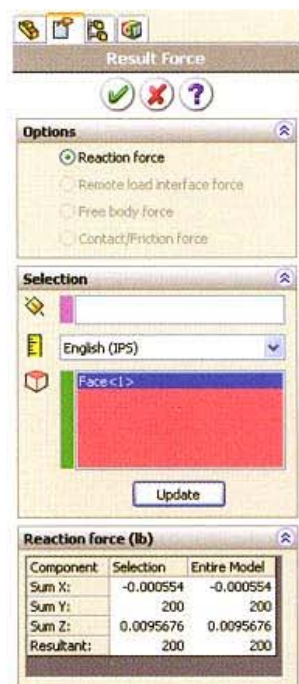 Result Force
?
Options
Reaction force
Remote load interface force
Free body force
Contact/Friction force
Selection
English (IPS)
Face<1>
Update
Reaction force (lb)
Component Selection Entire Model
Sum X: -0.000554 -0.000554
Sum Y: 200 200
Sum Z: 0.0095676 0.0095676
Resultant: 200 200